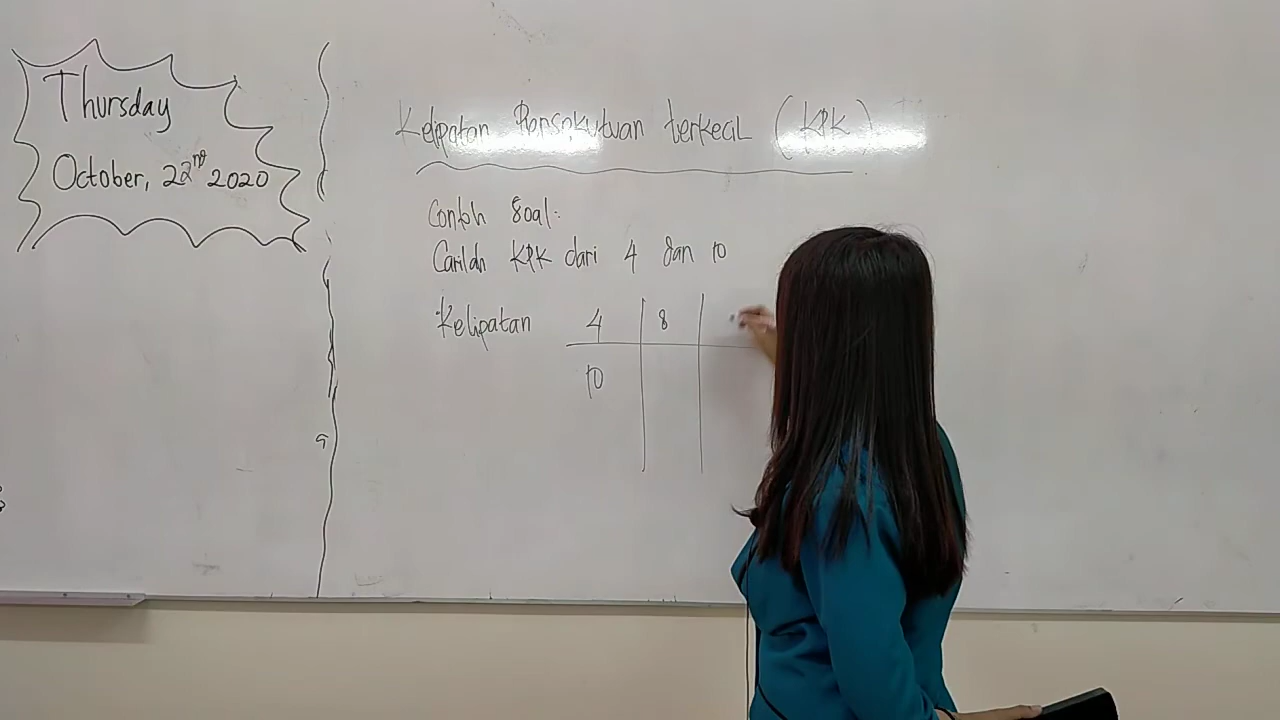 Thursday
October, 22nd 2020
Kelipatan Persekutuan terkecil (KPK)
Contoh Soal:
Carilah KPK dari 4 dan 10
Kelipatan 4 8
10